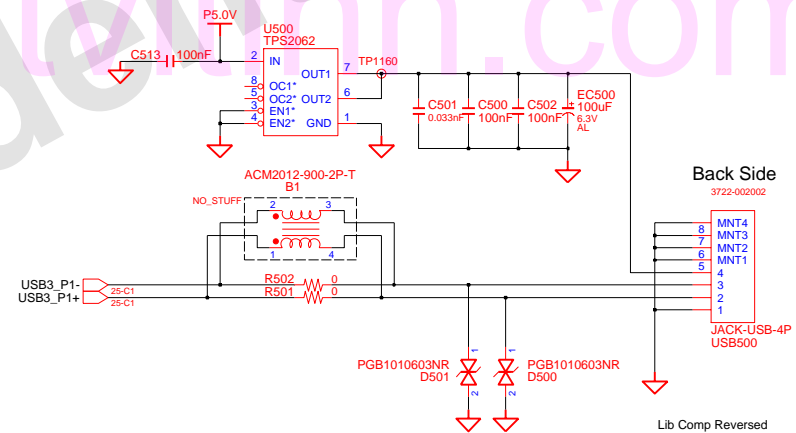 P5.0V
U500
TPS2062
C513
100nF
2
IN
OUT1
7
TP1160
8
OC1*
5
OC2*
OUT2
6
3
EN1*
4
EN2*
GND
1
C501
0.033nF
C500
100nF
C502
100nF
EC500
100uF
6.3V
AL
ACM2012-900-2P-T
B1
NO_STUFF
2
3
1
4
Back Side
3722-002002
MNT4
8
MNT3
7
MNT2
6
MNT1
5
4
3
2
1
JACK-USB-4P
USB500
USB3_P1-
25-C1
USB3_P1+
25-C1
R502
0
R501
0
PGB1010603NR
D501
1
2
PGB1010603NR
D500
1
2
Lib Comp Reversed